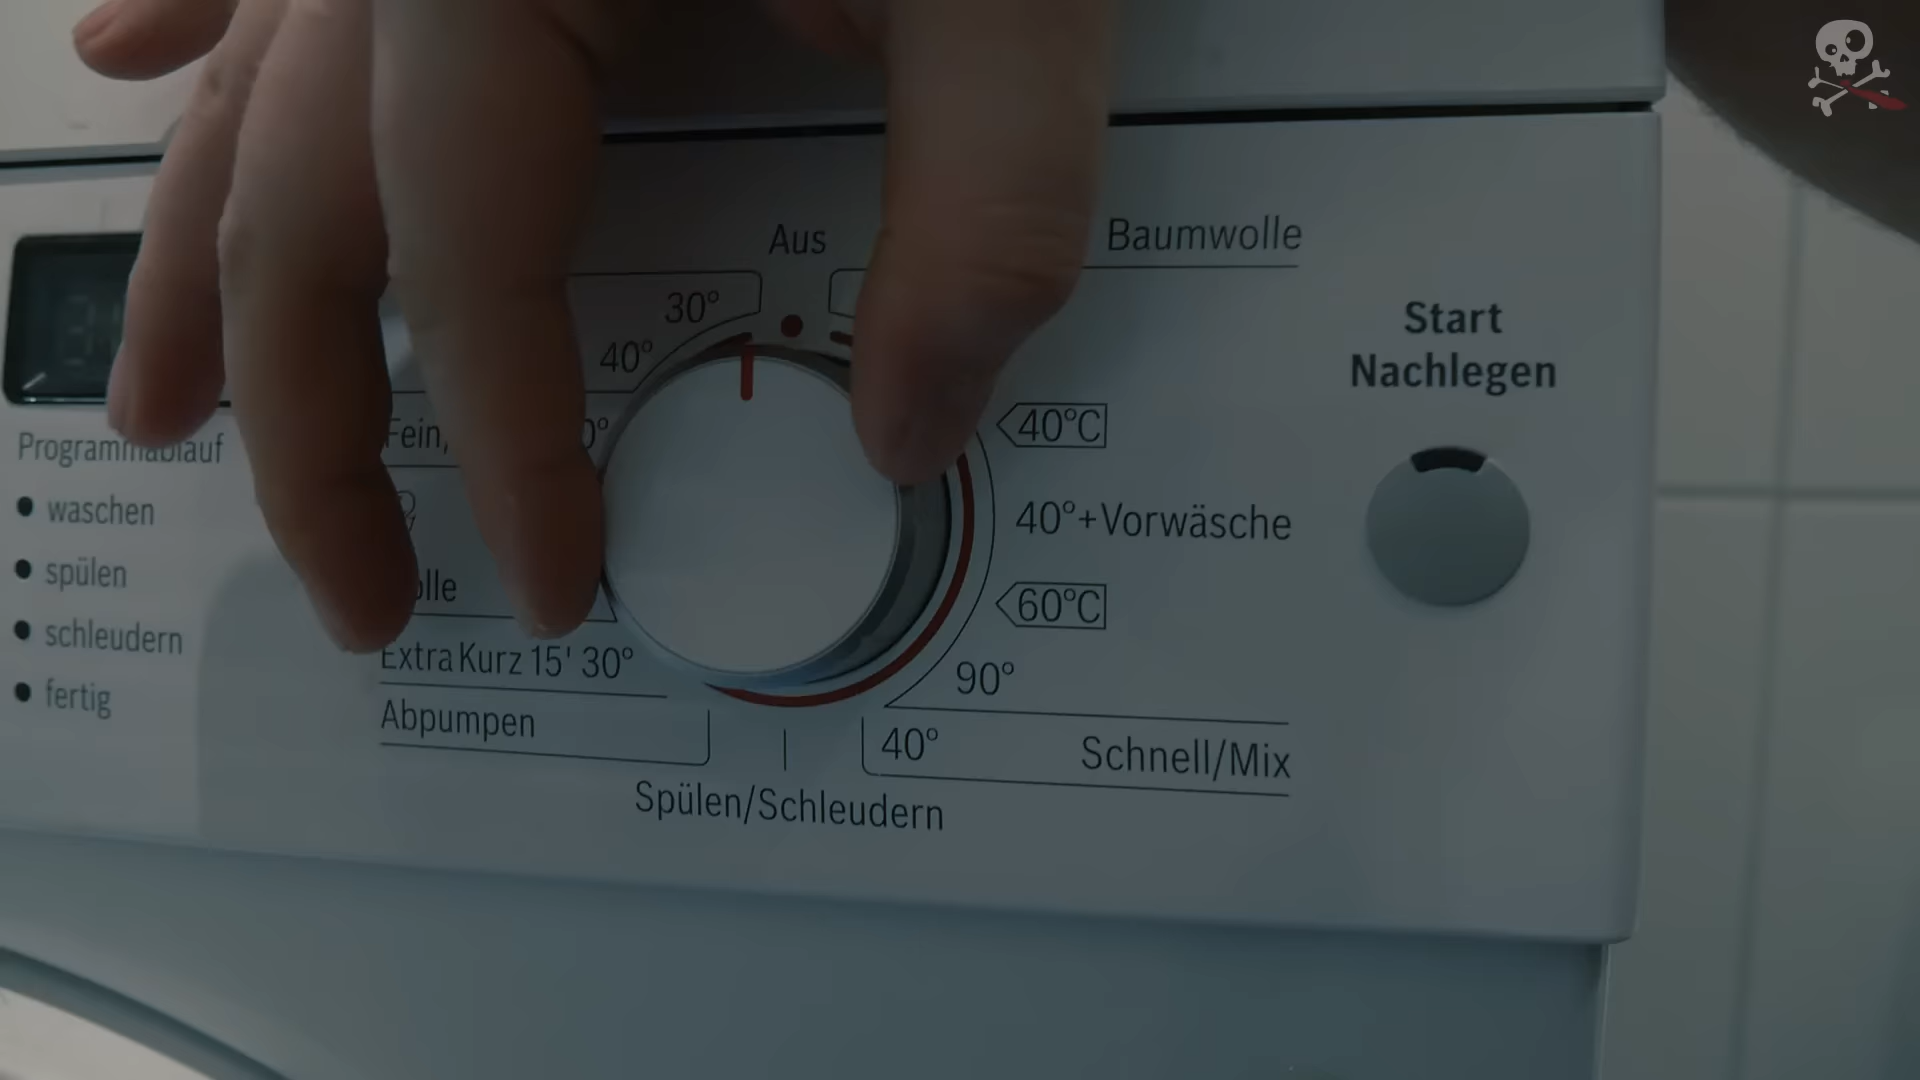 Aus
Baumwolle
30°
40°
Start
Nachlegen
40°C
Fein,
Programmablauf
waschen
40°+Vorwäsche
spülen
60°C
schleudern
Extra Kurz 15' 30°
90°
fertig
Abpumpen
40°
Schnell/Mix
Spülen/Schleudern